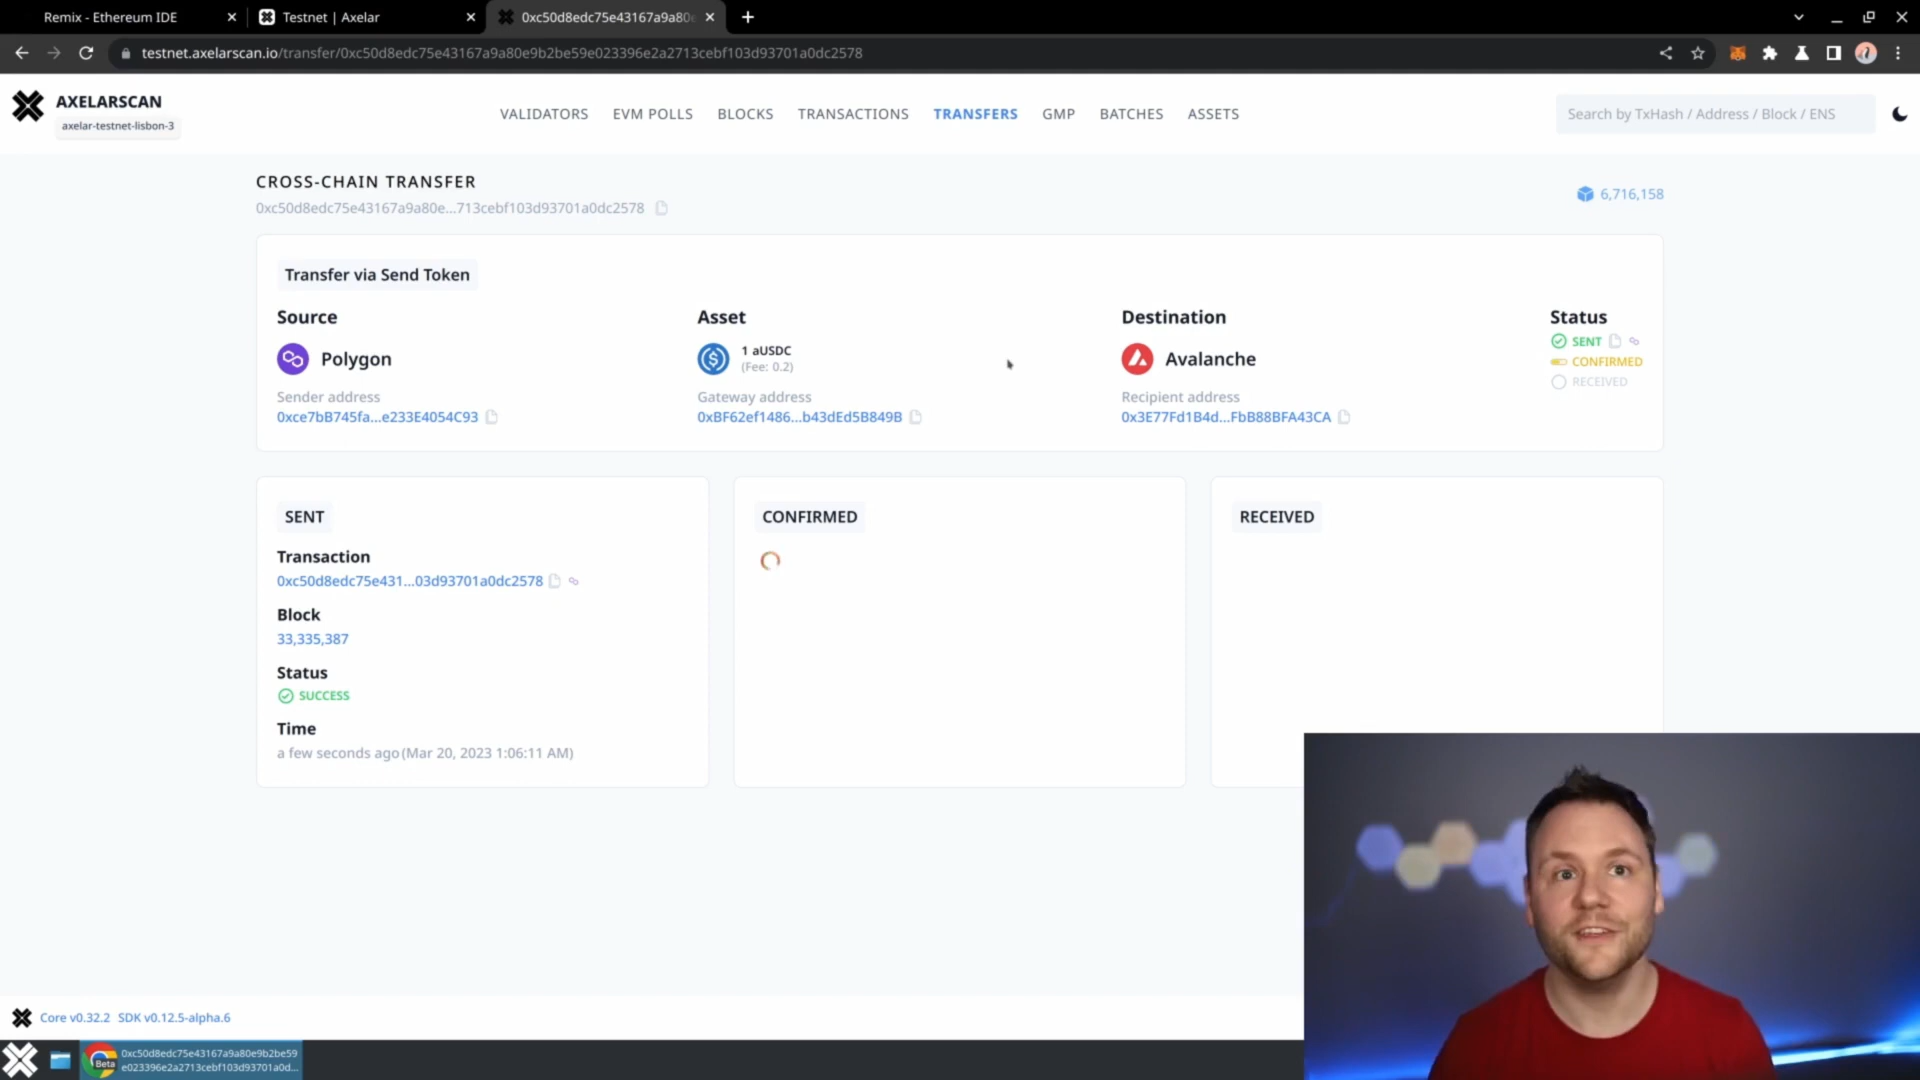 Remix - Ethereum IDE
Testnet | Axelar
0xc50d8edc75e43167a9a80e
testnet.axelarscan.io/transfer/0xc50d8edc75e43167a9a80e9b2be59e023396e2a2713cebf103d93701a0dc2578
AXELARSCAN
axelar-testnet-lisbon-3
VALIDATORS EVM POLLS BLOCKS TRANSACTIONS TRANSFERS GMP BATCHES ASSETS
Search by TxHash / Address / Block / ENS
CROSS-CHAIN TRANSFER
0xc50d8edc75e43167a9a80e...713cebf103d93701a0dc2578
6,716,158
Transfer via Send Token
Source
Polygon
Sender address
0xce7bB745fa...e233E4054C93
Asset
1 aUSDC
(Fee: 0.2)
Gateway address
0xBF62ef1486...b43dEd5B849B
Destination
Avalanche
Recipient address
0x3E77Fd1B4d...FbB88BFA43CA
Status
SENT
CONFIRMED
RECEIVED
SENT
Transaction
0xc50d8edc75e431...03d93701a0dc2578
Block
33,335,387
Status
SUCCESS
Time
a few seconds ago (Mar 20, 2023 1:06:11 AM)
CONFIRMED
RECEIVED
Core v0.32.2 SDK v0.12.5-alpha.6
Beta
0xc50d8edc75e43167a9a80e9b2be59
e023396e2a2713cebf103d93701a0d...